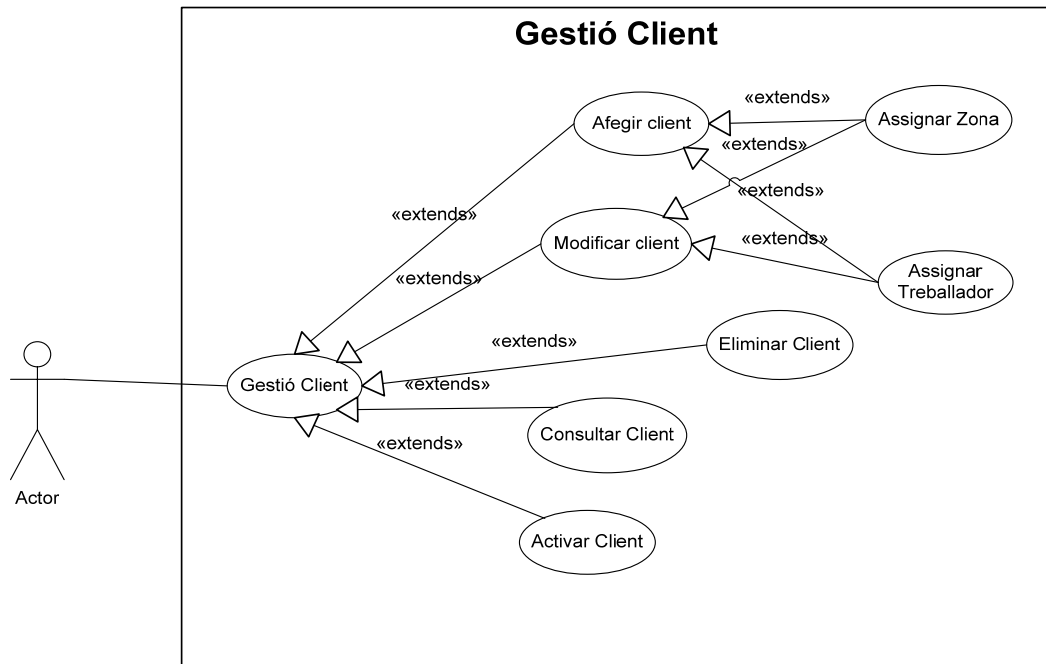 Gestió Client
«extends»
Afegir client
Assignar Zona
«extends»
«extends»
«extends»
Modificar client
«extends»
«extends»
Assignar
Treballador
«extends»
Eliminar Client
Gestió Client
«extends»
Consultar Client
«extends»
Actor
Activar Client